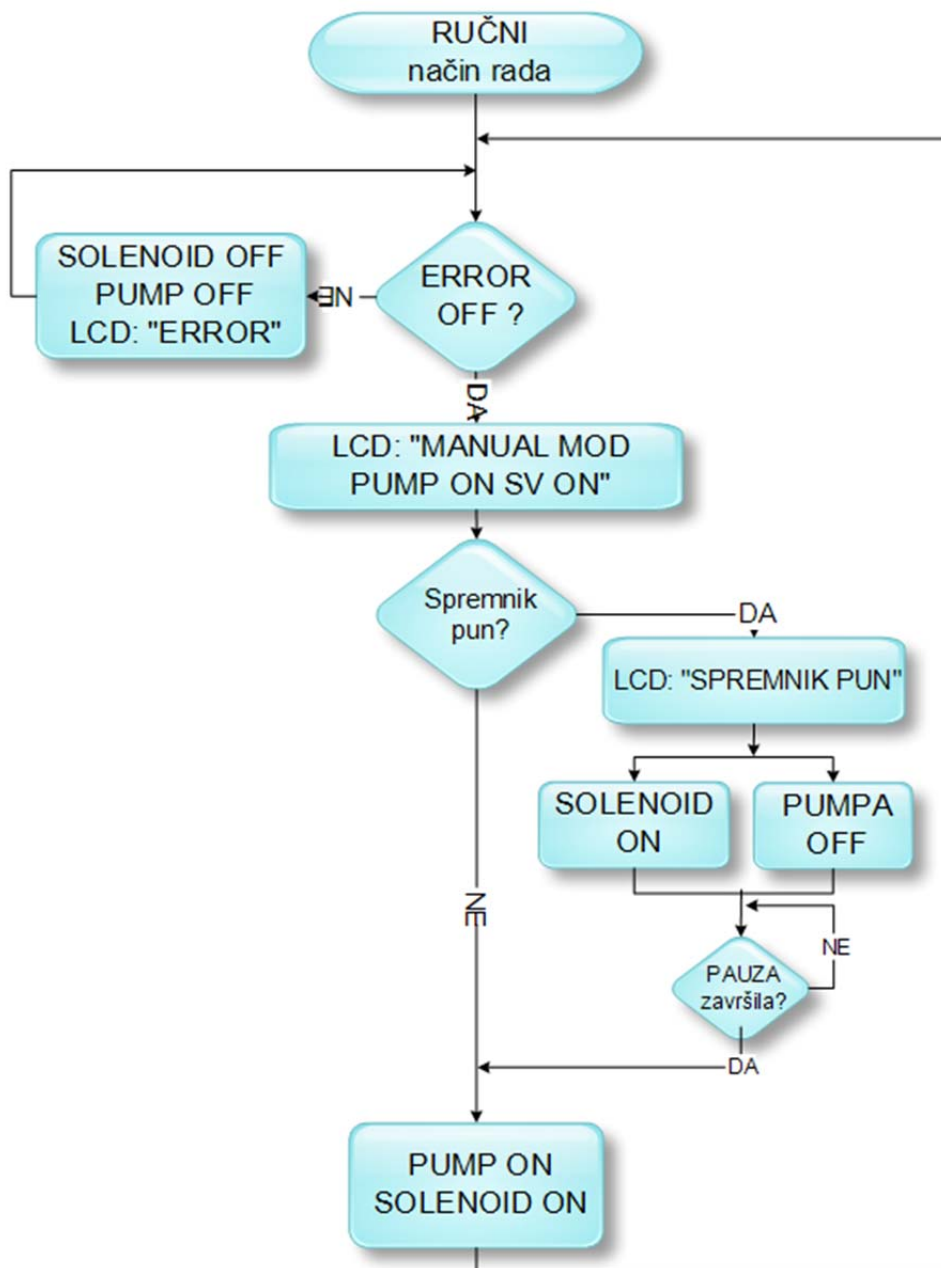 RUČNI
način rada
ERROR
OFF ?
NE
SOLENOID OFF
PUMP OFF
LCD: "ERROR"
DA
LCD: "MANUAL MOD
PUMP ON SV ON"
Spremnik
pun?
DA
LCD: "SPREMNIK PUN"
SOLENOID
ON
PUMPA
OFF
NE
PAUZA
završila?
NE
DA
PUMP ON
SOLENOID ON